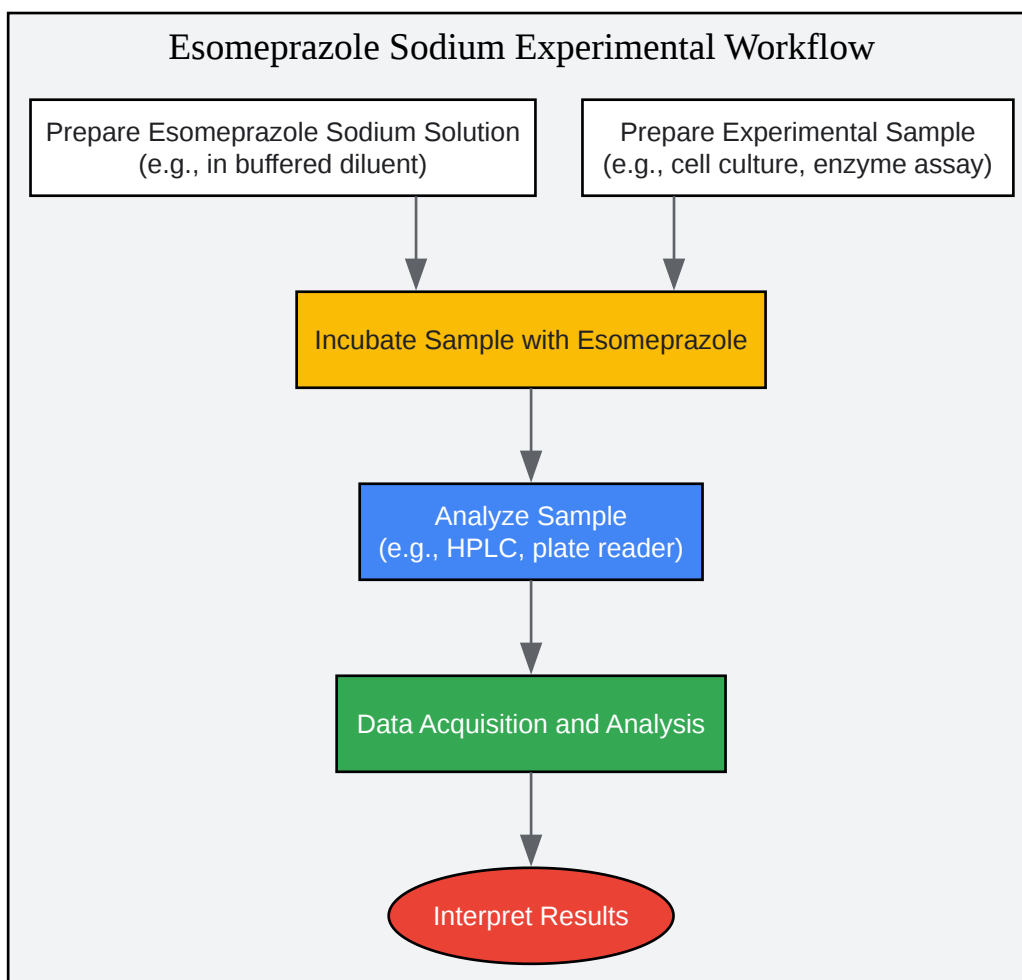 Esomeprazole Sodium Experimental Workflow
Prepare Esomeprazole Sodium Solution
(e.g., in buffered diluent)
Prepare Experimental Sample
(e.g., cell culture, enzyme assay)
Incubate Sample with Esomeprazole
Analyze Sample
(e.g., HPLC, plate reader)
Data Acquisition and Analysis
Interpret Results